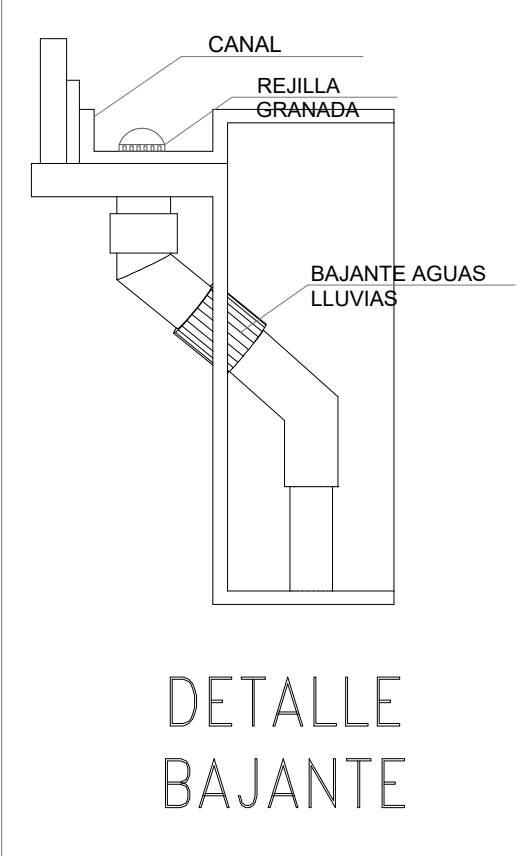 CANAL
REJILLA
GRANADA
BAJANTE AGUAS
LLUVIAS
DETALLE
BAJANTE